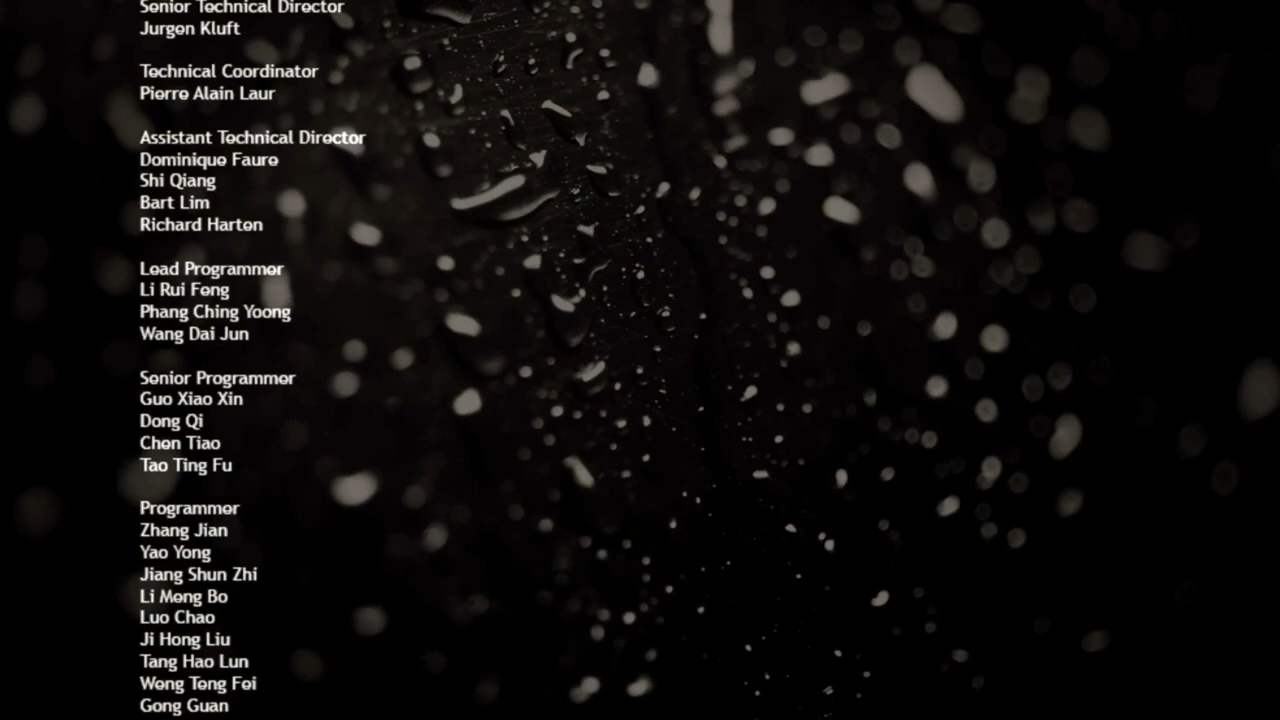 Senior Technical Director
Jurgen Kluft
Technical Coordinator
Pierre Alain Laur
Assistant Technical Director
Dominique Faure
Shi Qiang
Bart Lim
Richard Harten
Lead Programmer
Li Rui Feng
Phang Ching Yoong
Wang Dai Jun
Senior Programmer
Guo Xiao Xin
Dong Qi
Chen Tiao
Tao Ting Fu
Programmer
Zhang Jian
Yao Yong
Jiang Shun Zhi
Li Meng Bo
Luo Chao
Ji Hong Liu
Tang Hao Lun
Weng Teng Fei
Gong Guan